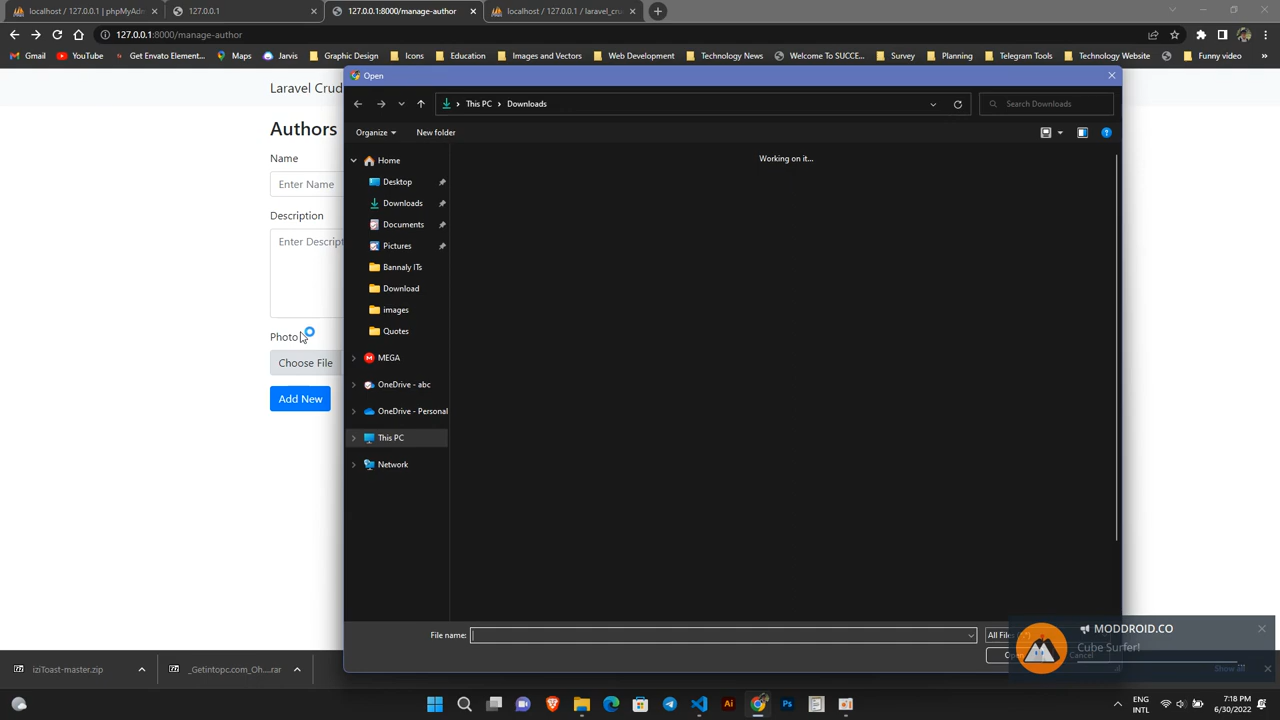 localhost / 127.0.0.1 | phpMyAdm
127.0.0.1
127.0.0.1:8000/manage-author
localhost / 127.0.0.1 / laravel_cru
127.0.0.1:8000/manage-author
Gmail
YouTube
Get Envato Element...
Maps
Jarvis
Graphic Design
Icons
Education
Images and Vectors
Web Development
Technology News
Welcome To SUCCE...
Survey
Planning
Telegram Tools
Technology Website
Funny video
Laravel Crud
Authors
Name
Enter Name
Description
Enter Descript
Photo
Choose File
Add New
Open
This PC
Downloads
Search Downloads
Organize
New folder
Working on it...
Home
Desktop
Downloads
Documents
Pictures
Bannaly ITs
Download
images
Quotes
MEGA
OneDrive - abc
OneDrive - Personal
This PC
Network
File name:
All Files (*.*)
Open
Cancel
MODDROID.CO
Cube Surfer!
Show all
iziToast-master.zip
_Getintopc.com_Oh....rar
ENG
INTL
7:18 PM
6/30/2022